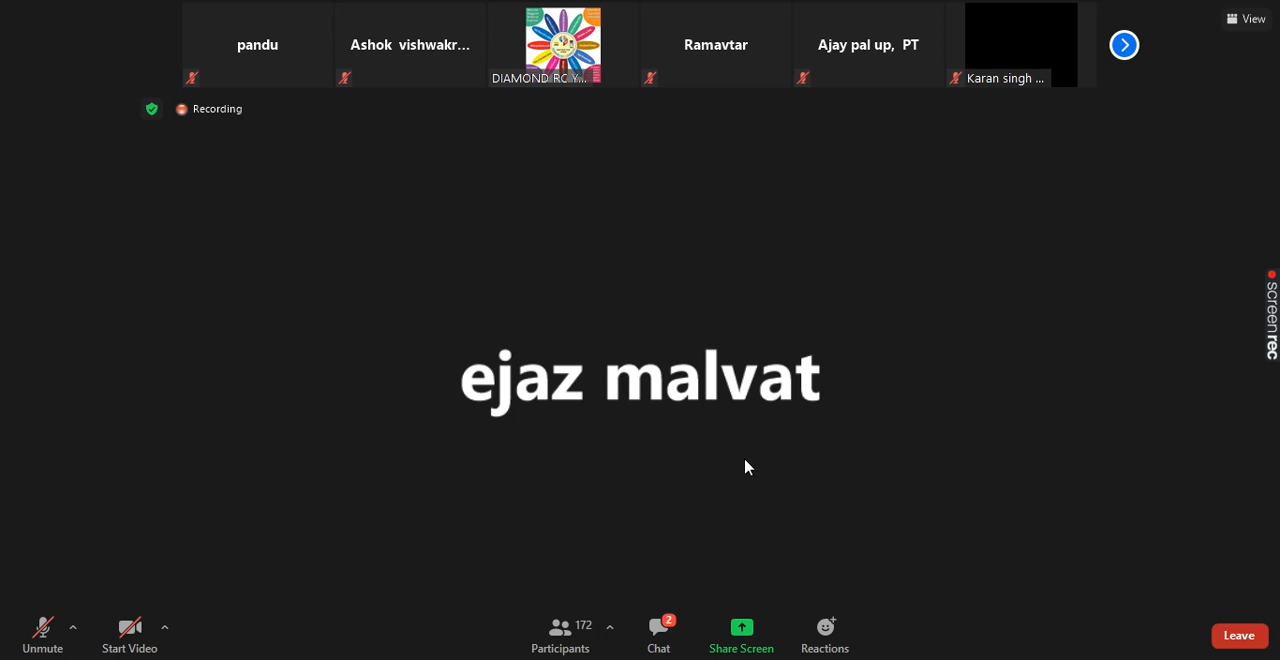 pandu
Ashok vishwakr...
DIAMOND RO Y...
Ramavtar
Ajay pal up, PT
Karan singh ...
View
Recording
screenrec
ejaz malvat
Unmute
Start Video
172
Participants
2
Chat
Share Screen
Reactions
Leave